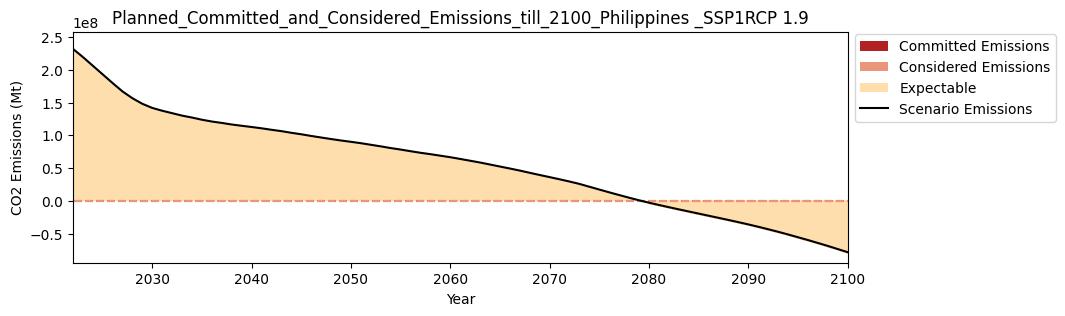 Planned_Committed_and_Considered_Emissions_till_2100_Philippines _SSP1RCP 1.9
1e8
2.5
2.0
1.5
1.0
0.5
0.0
−0.5
CO2 Emissions (Mt)
2030 2040 2050 2060 2070 2080 2090 2100
Year
Committed Emissions
Considered Emissions
Expectable
Scenario Emissions